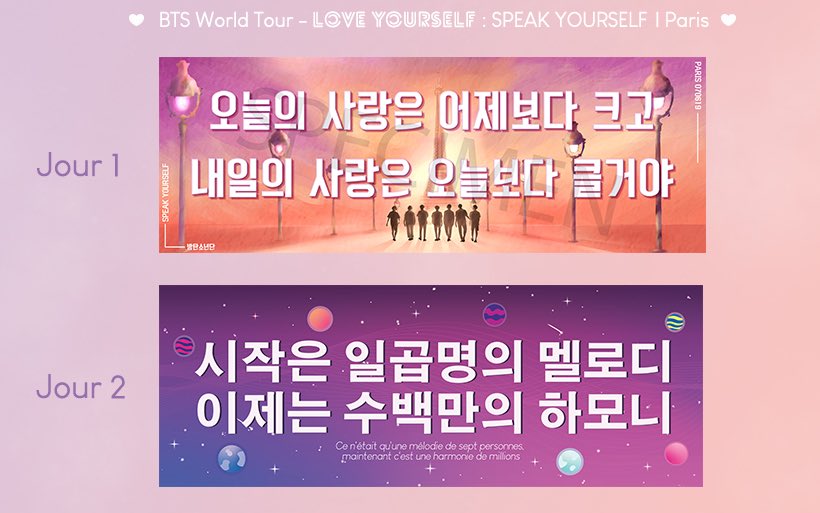 BTS World Tour - LOVE YOURSELF : SPEAK YOURSELF | Paris
Jour 1
오늘의 사랑은 어제보다 크고
내일의 사랑은 오늘보다 클거야
SPECIMEN
PARIS 070619
SPEAK YOURSELF
방탄소년단
Jour 2
시작은 일곱명의 멜로디
이제는 수백만의 하모니
Ce n'était qu'une mélodie de sept personnes,
maintenant c'est une harmonie de millions